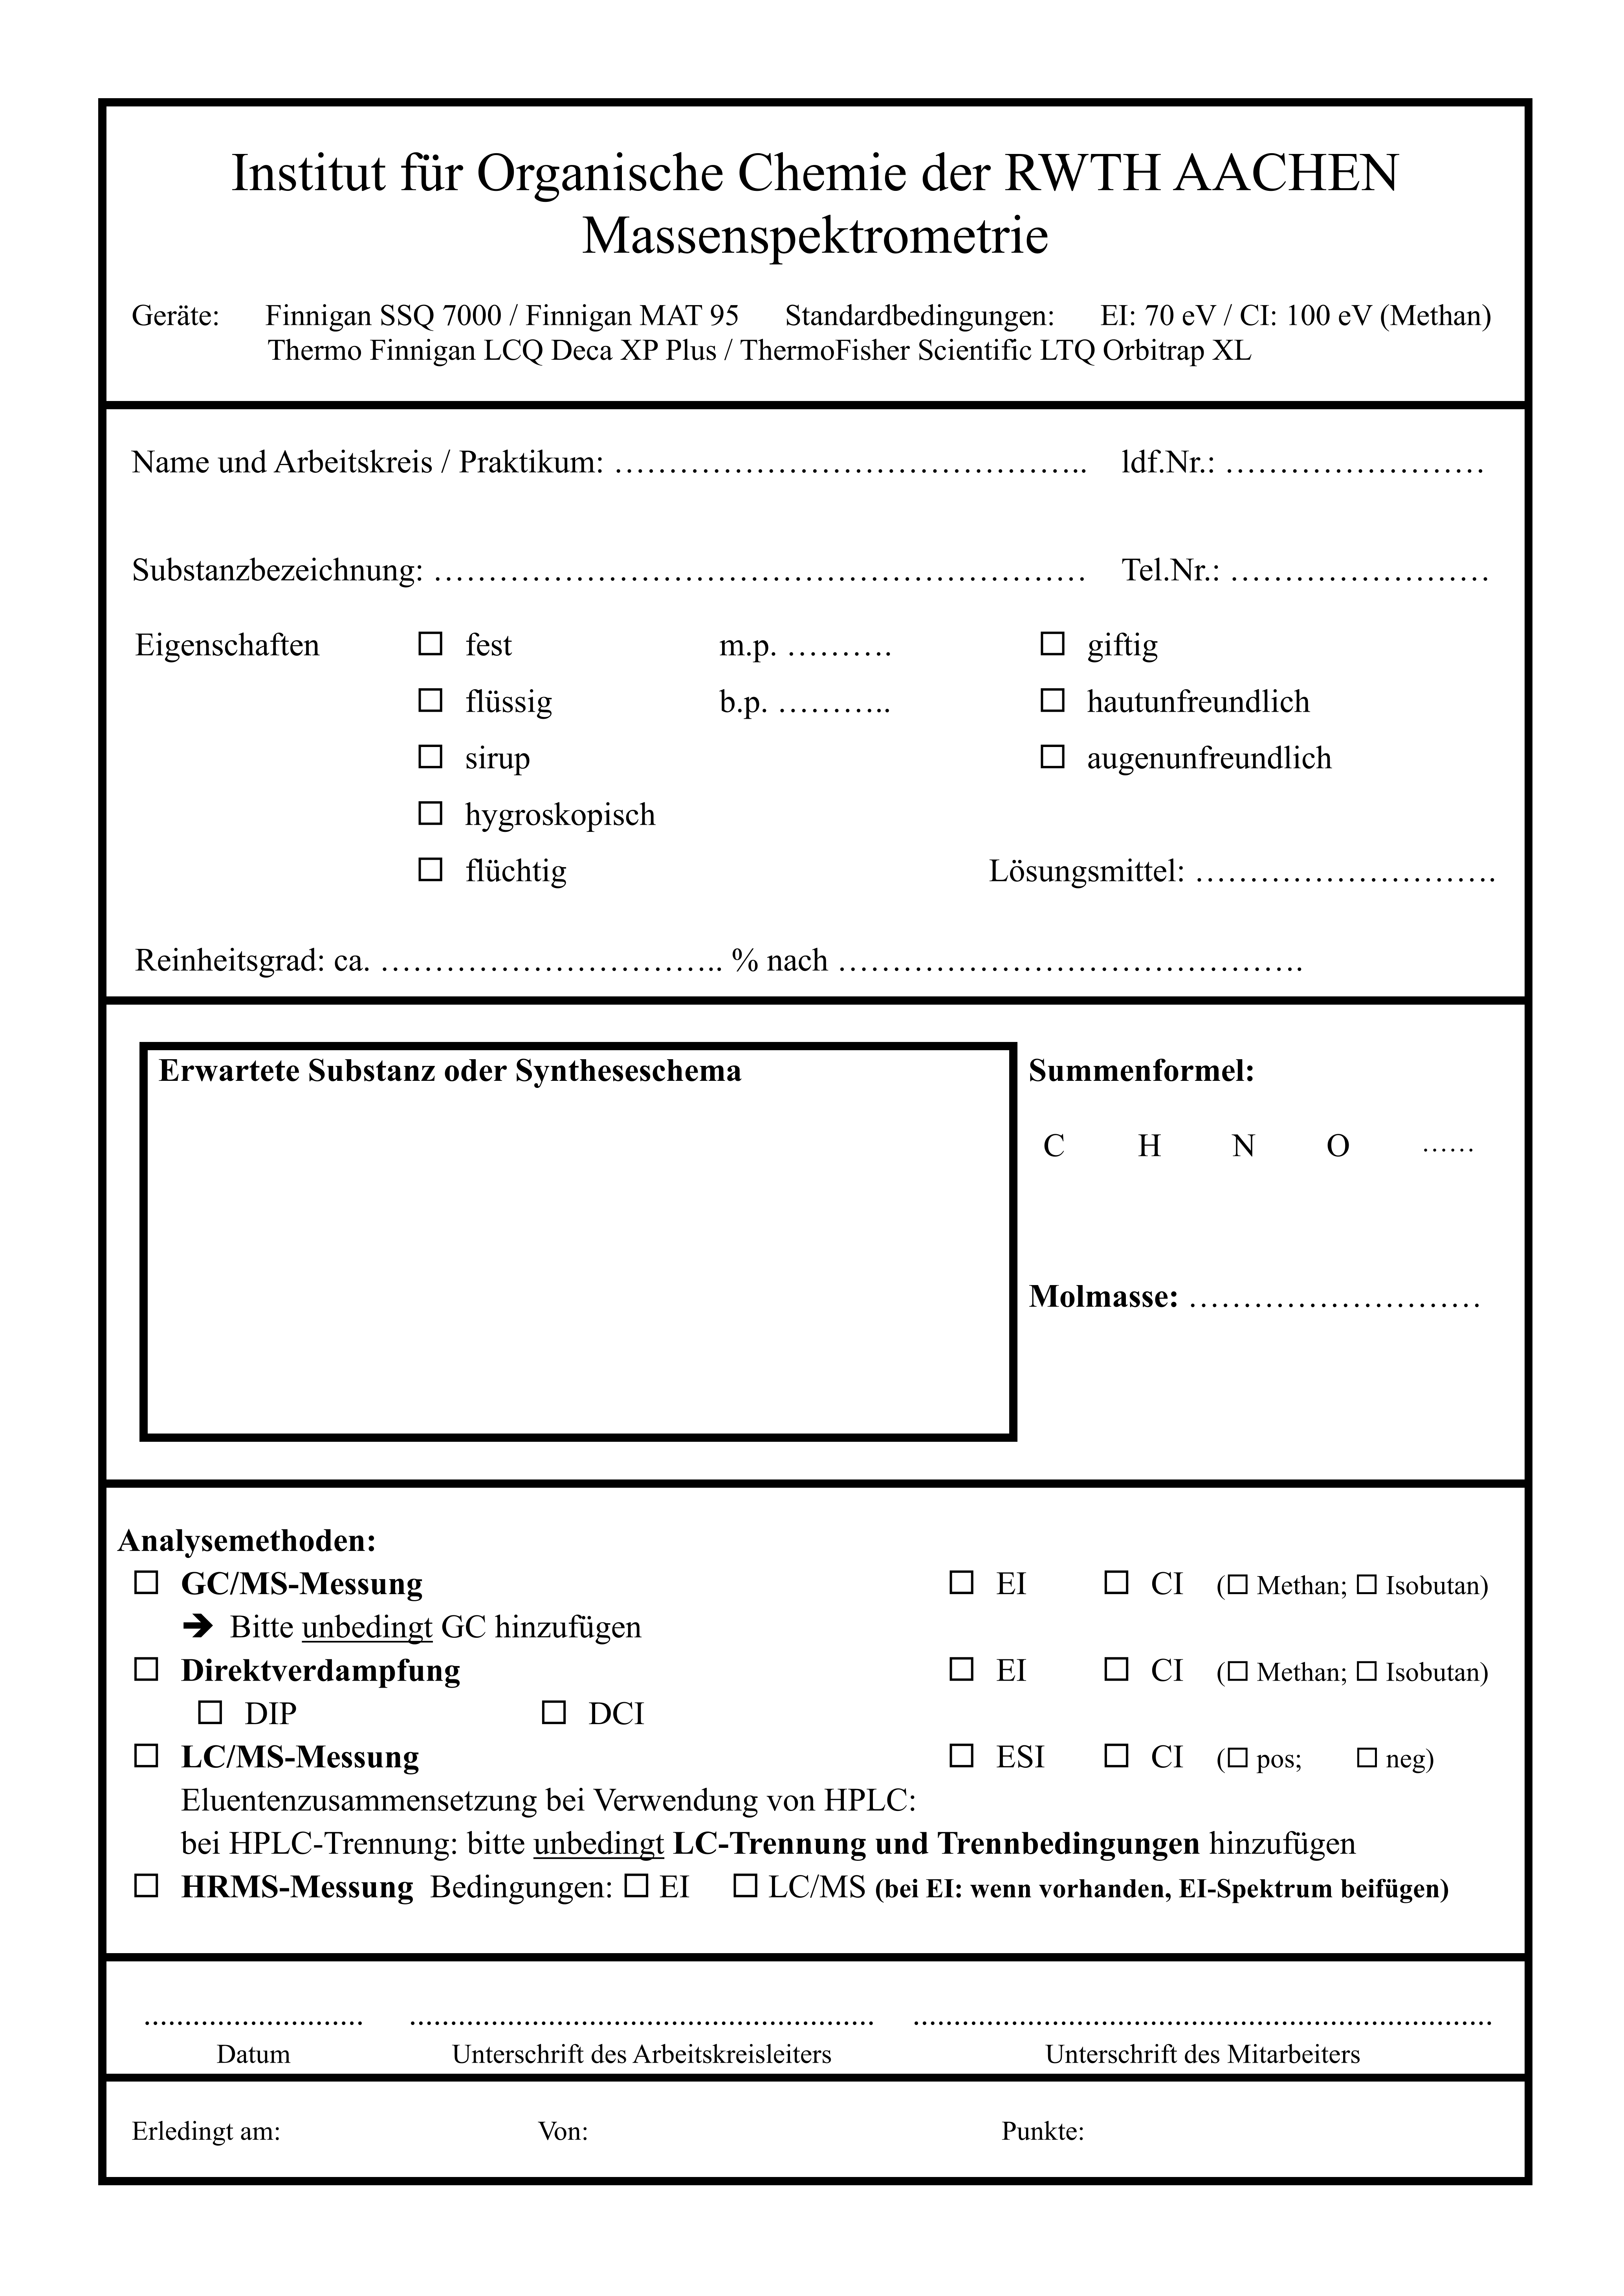 Institut für Organische Chemie der RWTH AACHEN
Massenspektrometrie
Geräte: Finnigan SSQ 7000 / Finnigan MAT 95 Standardbedingungen: EI: 70 eV / CI: 100 eV (Methan)
Thermo Finnigan LCQ Deca XP Plus / ThermoFisher Scientific LTQ Orbitrap XL
Name und Arbeitskreis / Praktikum: …………………………………….. ldf.Nr.: ……………………
Substanzbezeichnung: …………………………………………………… Tel.Nr.: ……………………
Eigenschaften ☐ fest m.p. ………. ☐ giftig
☐ flüssig b.p. ……….. ☐ hautunfreundlich
☐ sirup ☐ augenunfreundlich
☐ hygroskopisch
☐ flüchtig Lösungsmittel: ……………………….
Reinheitsgrad: ca. ………………………….. % nach …………………………………….
Erwartete Substanz oder Syntheseschema Summenformel:
C H N O ……
Molmasse: ………………………
Analysemethoden:
☐ GC/MS-Messung ☐ EI ☐ CI (☐ Methan; ☐ Isobutan)
➔ Bitte unbedingt GC hinzufügen
☐ Direktverdampfung ☐ EI ☐ CI (☐ Methan; ☐ Isobutan)
☐ DIP ☐ DCI
☐ LC/MS-Messung ☐ ESI ☐ CI (☐ pos; ☐ neg)
Eluentenzusammensetzung bei Verwendung von HPLC:
bei HPLC-Trennung: bitte unbedingt LC-Trennung und Trennbedingungen hinzufügen
☐ HRMS-Messung Bedingungen: ☐ EI ☐ LC/MS (bei EI: wenn vorhanden, EI-Spektrum beifügen)
........................... ......................................................... .......................................................................
Datum Unterschrift des Arbeitskreisleiters Unterschrift des Mitarbeiters
Erledingt am: Von: Punkte: